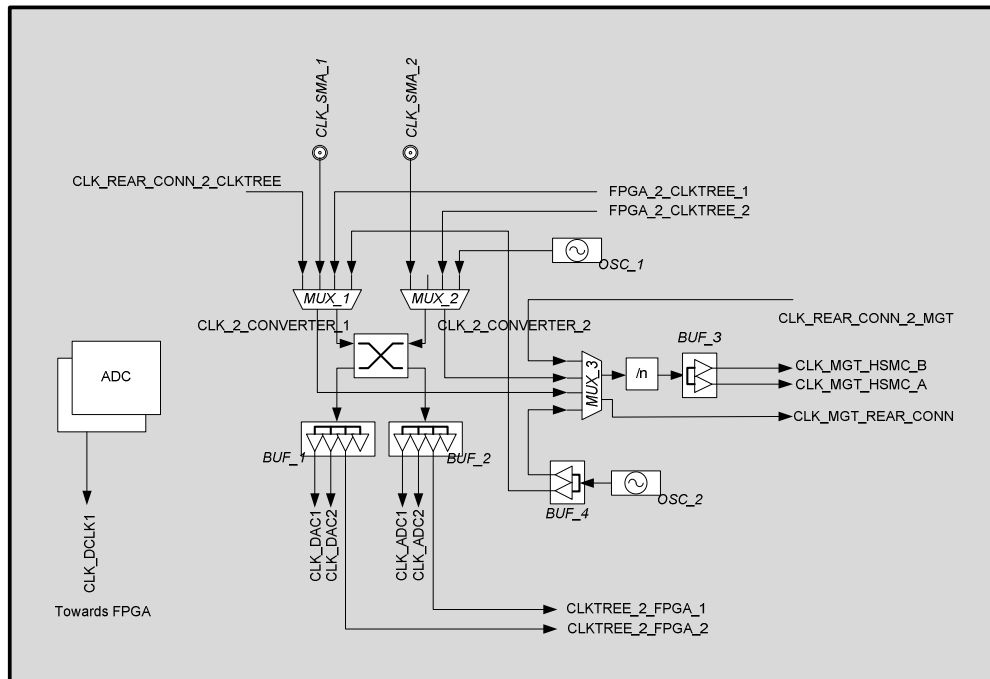 CLK_SMA_1
CLK_SMA_2
CLK_REAR_CONN_2_CLKTREE
FPGA_2_CLKTREE_1
FPGA_2_CLKTREE_2
OSC_1
MUX_1
MUX_2
CLK_2_CONVERTER_1
CLK_2_CONVERTER_2
CLK_REAR_CONN_2_MGT
BUF_3
ADC
MUX_3
/n
CLK_MGT_HSMC_B
CLK_MGT_HSMC_A
CLK_MGT_REAR_CONN
BUF_1
BUF_2
OSC_2
BUF_4
CLK_DCLK1
CLK_DAC1
CLK_DAC2
CLK_ADC1
CLK_ADC2
Towards FPGA
CLKTREE_2_FPGA_1
CLKTREE_2_FPGA_2